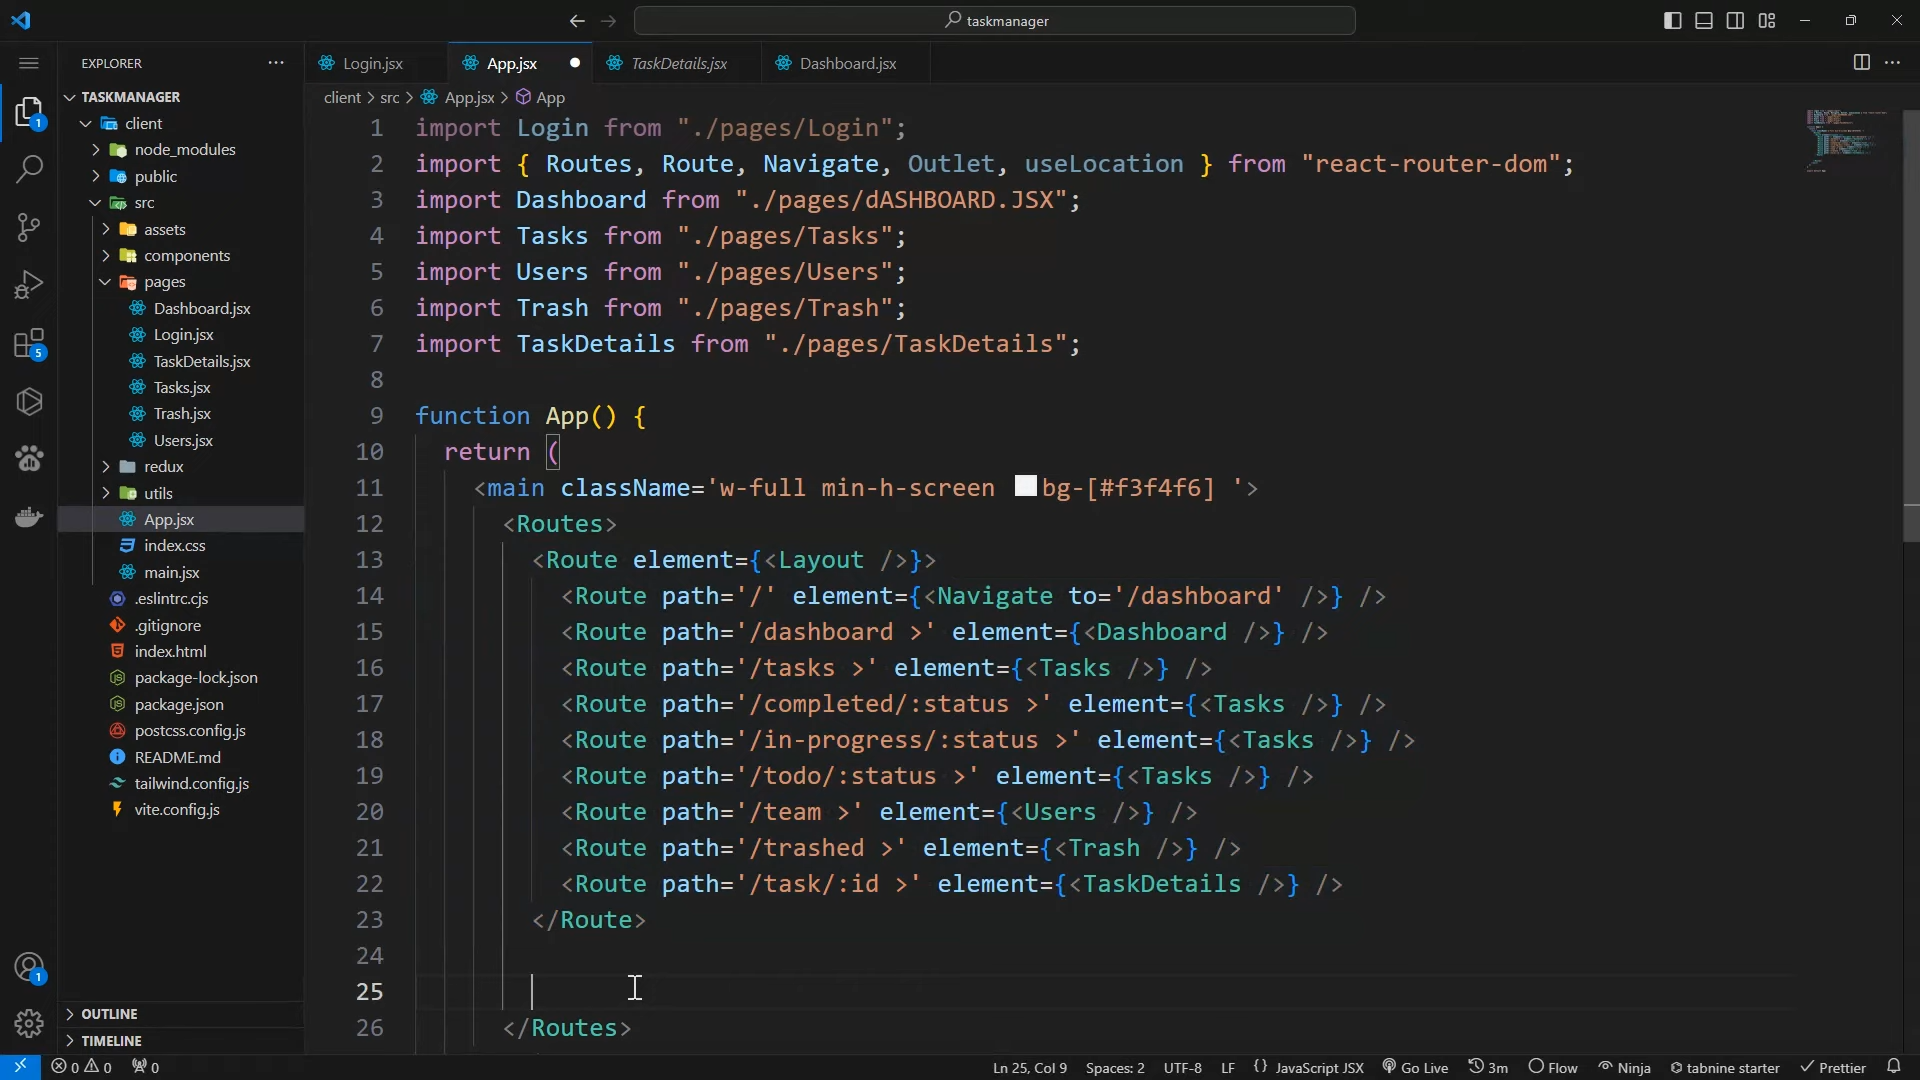 taskmanager
EXPLORER
TASKMANAGER
client
node_modules
public
src
assets
components
pages
Dashboard.jsx
Login.jsx
TaskDetails.jsx
Tasks.jsx
Trash.jsx
Users.jsx
redux
utils
App.jsx
index.css
main.jsx
.eslintrc.cjs
.gitignore
index.html
package-lock.json
package.json
postcss.config.js
README.md
tailwind.config.js
vite.config.js
OUTLINE
TIMELINE
1
5
1
Login.jsx App.jsx TaskDetails.jsx Dashboard.jsx
client > src > App.jsx > App
1 import Login from "./pages/Login";
2 import { Routes, Route, Navigate, Outlet, useLocation } from "react-router-dom";
3 import Dashboard from "./pages/dASHBOARD.JSX";
4 import Tasks from "./pages/Tasks";
5 import Users from "./pages/Users";
6 import Trash from "./pages/Trash";
7 import TaskDetails from "./pages/TaskDetails";
8
9 function App() {
10 return (
11 <main className='w-full min-h-screen bg-[#f3f4f6] '>
12 <Routes>
13 <Route element={<Layout />}>
14 <Route path='/' element={<Navigate to='/dashboard' />} />
15 <Route path='/dashboard >' element={<Dashboard />} />
16 <Route path='/tasks >' element={<Tasks />} />
17 <Route path='/completed/:status >' element={<Tasks />} />
18 <Route path='/in-progress/:status >' element={<Tasks />} />
19 <Route path='/todo/:status >' element={<Tasks />} />
20 <Route path='/team >' element={<Users />} />
21 <Route path='/trashed >' element={<Trash />} />
22 <Route path='/task/:id >' element={<TaskDetails />} />
23 </Route>
24
25
26 </Routes>
0 0 0 Ln 25, Col 9 Spaces: 2 UTF-8 LF {} JavaScript JSX Go Live 3m Flow Ninja tabnine starter Prettier